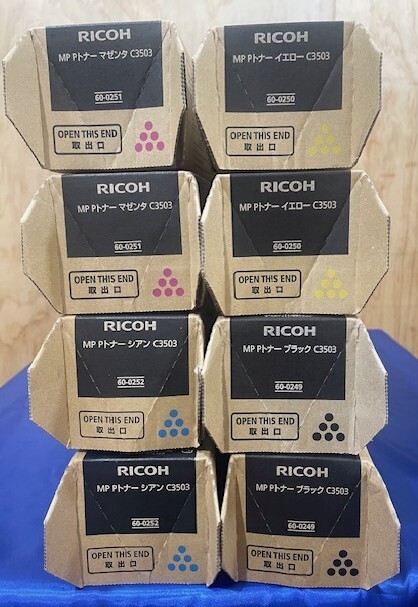 RICOH
MP Pトナー マゼンタ C3503
60-0251
OPEN THIS END
取出口
RICOH
MP Pトナー イエロー C3503
60-0250
OPEN THIS END
取出口
RICOH
MP Pトナー マゼンタ C3503
60-0251
OPEN THIS END
取出口
RICOH
MP Pトナー イエロー C3503
60-0250
OPEN THIS END
取出口
RICOH
MP Pトナー シアン C3503
60-0252
OPEN THIS END
取出口
RICOH
MP Pトナー ブラック C3503
60-0249
OPEN THIS END
取出口
RICOH
MP Pトナー シアン C3503
60-0252
OPEN THIS END
取出口
RICOH
MP Pトナー ブラック C3503
60-0249
OPEN THIS END
取出口